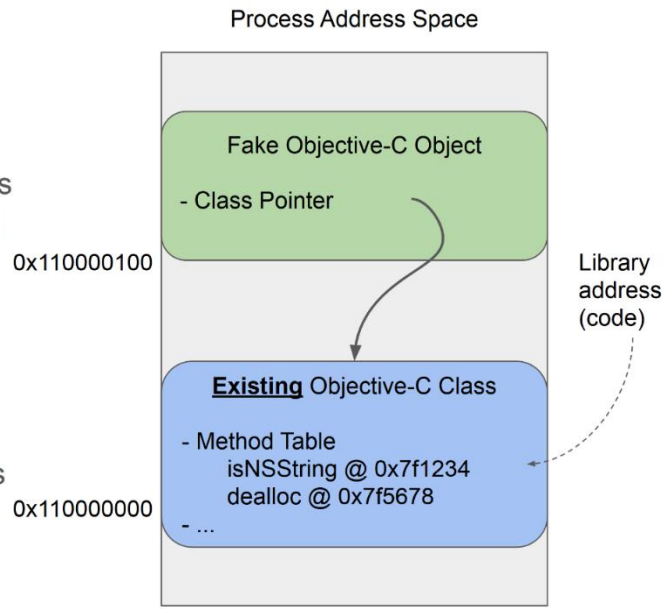 Process Address Space
Fake Objective-C Object
s
- Class Pointer
0x110000100
Library
address
(code)
Existing Objective-C Class
- Method Table
isNSString @ 0x7f1234
s
dealloc @ 0x7f5678
0x110000000
- ...